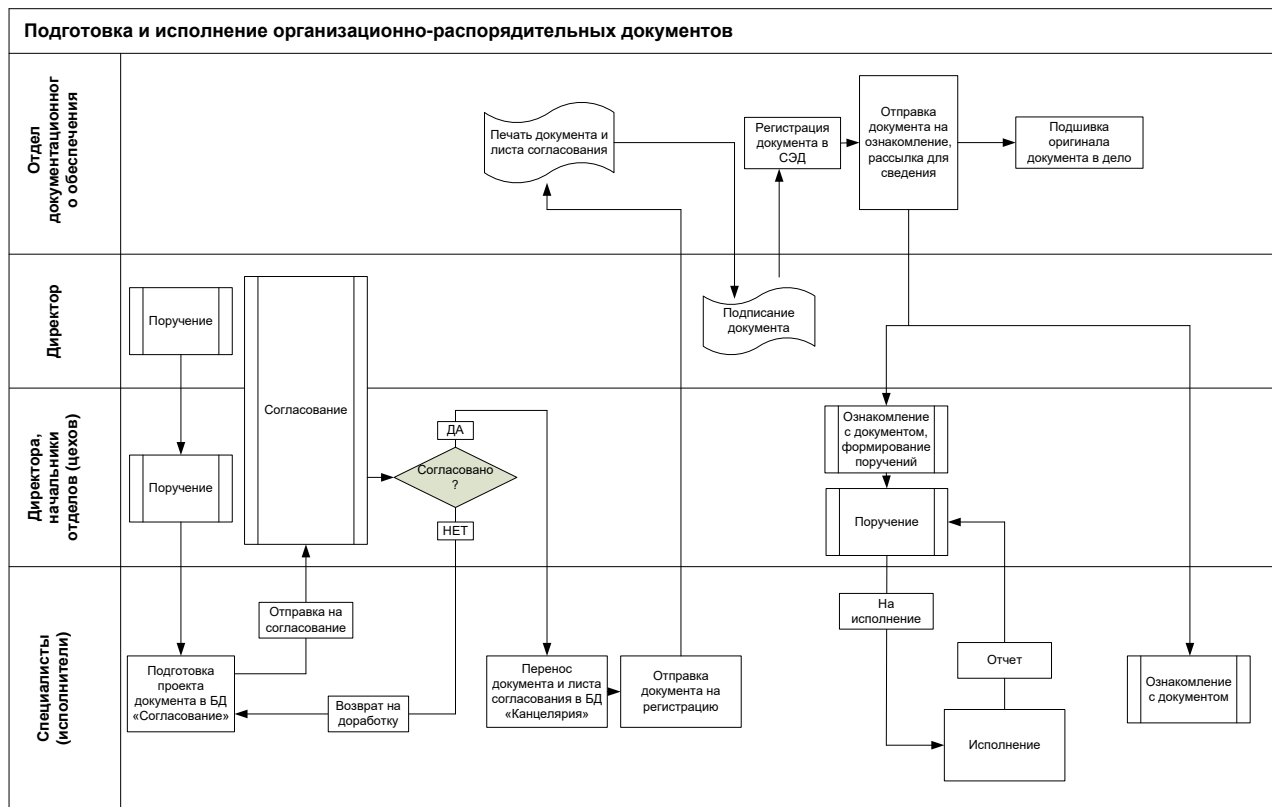 Подготовка и исполнение организационно-распорядительных документов
Отдел
документационног
о обеспечения
Печать документа и
листа согласования
Регистрация
документа в
СЭД
Отправка
документа на
ознакомление,
рассылка для
сведения
Подшивка
оригинала
документа в дело
Директор
Поручение
Подписание
документа
Директора,
начальники
отделов (цехов)
Поручение
Согласование
ДА
Согласовано
?
НЕТ
Ознакомление
с документом,
формирование
поручений
Поручение
Специалисты
(исполнители)
Отправка на
согласование
Подготовка
проекта
документа в БД
«Согласование»
Возврат на
доработку
Перенос
документа и листа
согласования в БД
«Канцелярия»
Отправка
документа на
регистрацию
На
исполнение
Отчет
Исполнение
Ознакомление
с документом